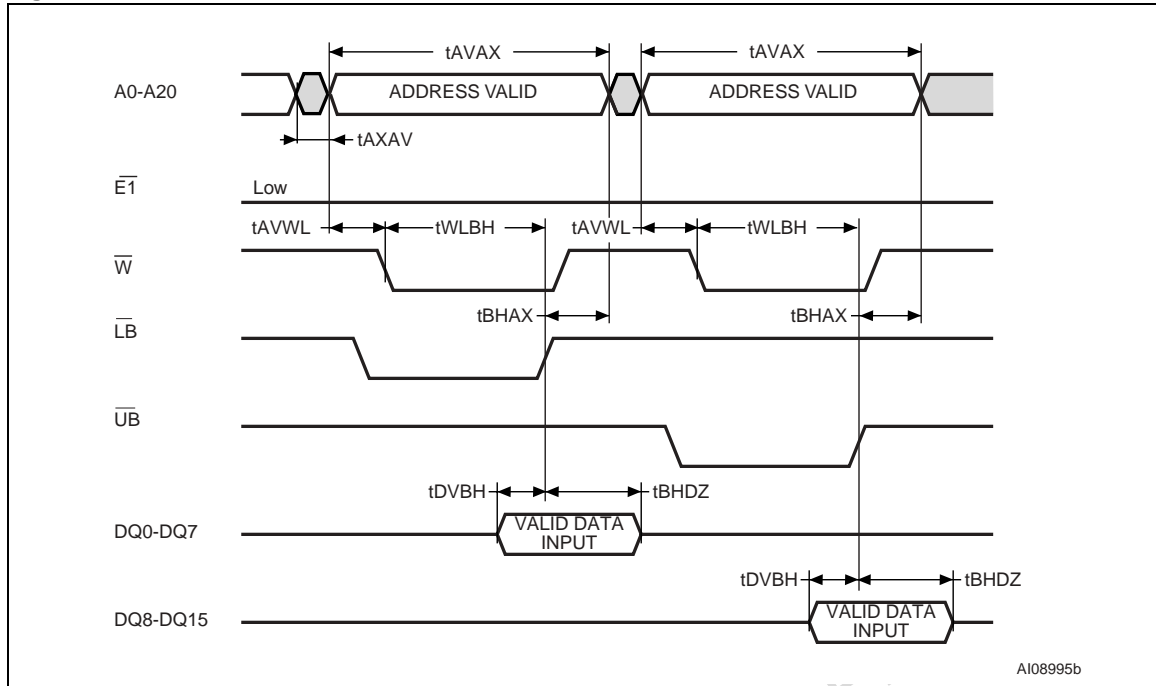 tAVAX tAVAX
A0-A20 ADDRESS VALID ADDRESS VALID
tAXAV
E1 Low
tAVWL tWLBH tAVWL tWLBH
W
tBHAX tBHAX
LB
UB
tDVBH tBHDZ
DQ0-DQ7 VALID DATA
INPUT
tDVBH tBHDZ
DQ8-DQ15 VALID DATA
INPUT
AI08995b